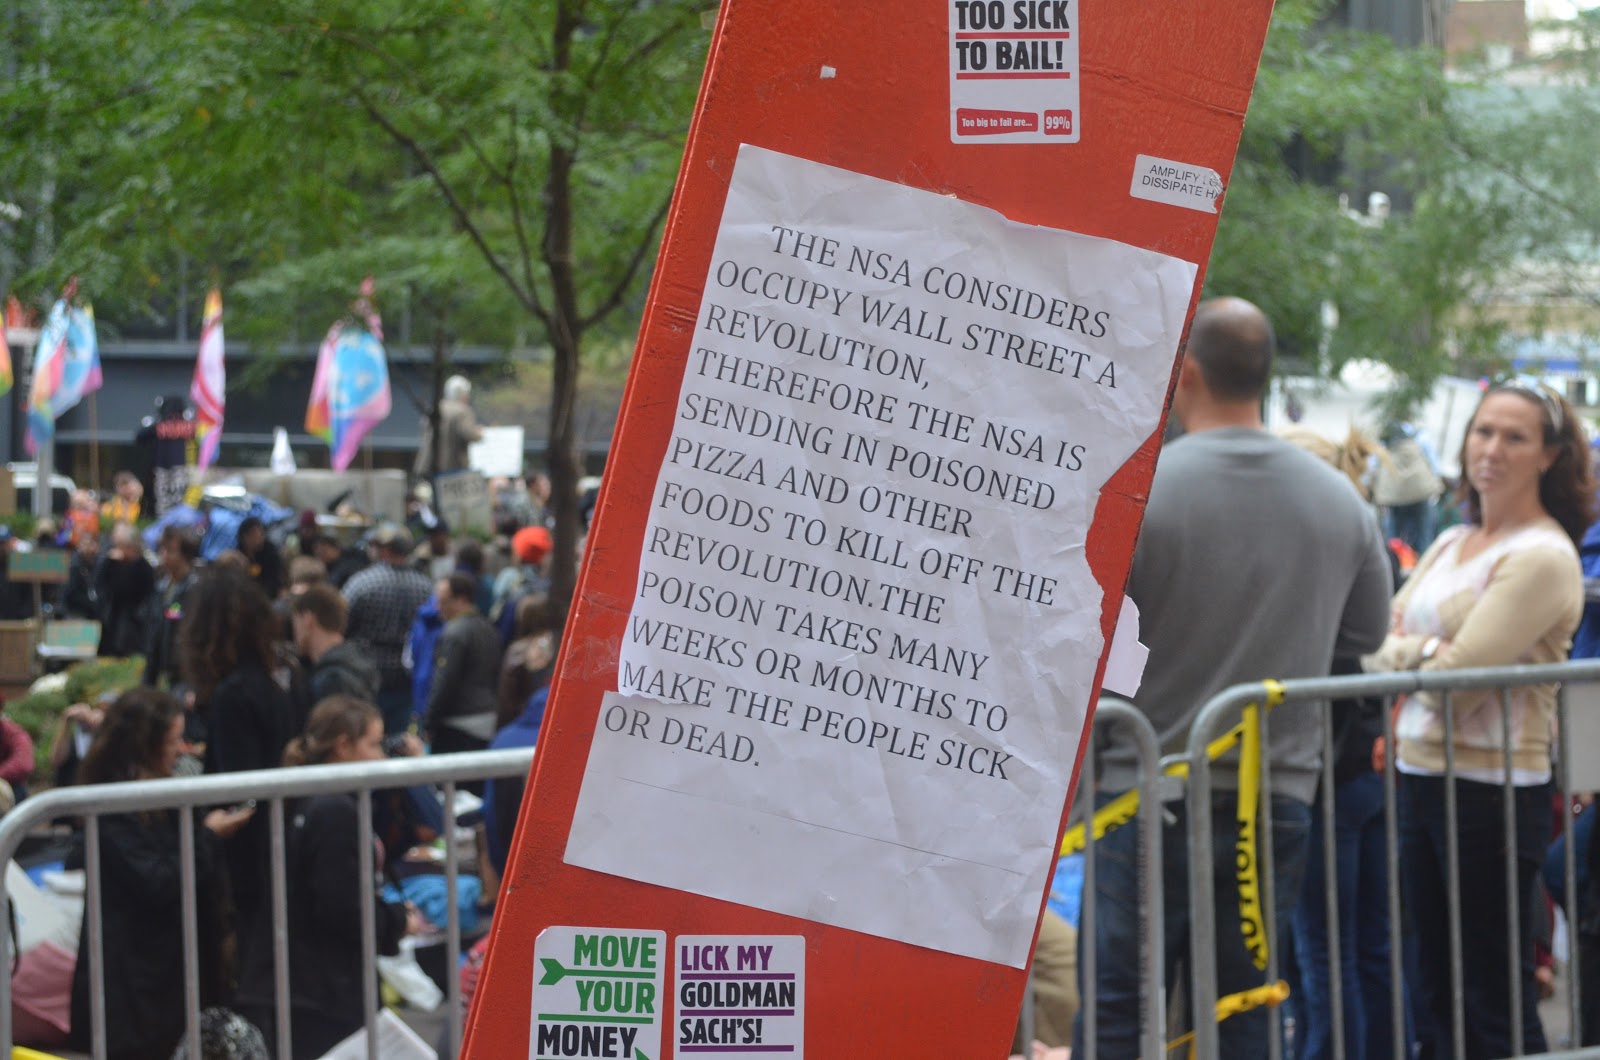 TOO SICK
TO BAIL!
Too big to fail are...
99%
AMPLIFY
DISSIPATE
THE NSA CONSIDERS
OCCUPY WALL STREET A
REVOLUTION,
THEREFORE THE NSA IS
SENDING IN POISONED
PIZZA AND OTHER
FOODS TO KILL OFF THE
REVOLUTION.THE
POISON TAKES MANY
WEEKS OR MONTHS TO
MAKE THE PEOPLE SICK
OR DEAD.
MOVE
YOUR
MONEY
LICK MY
GOLDMAN
SACH'S!